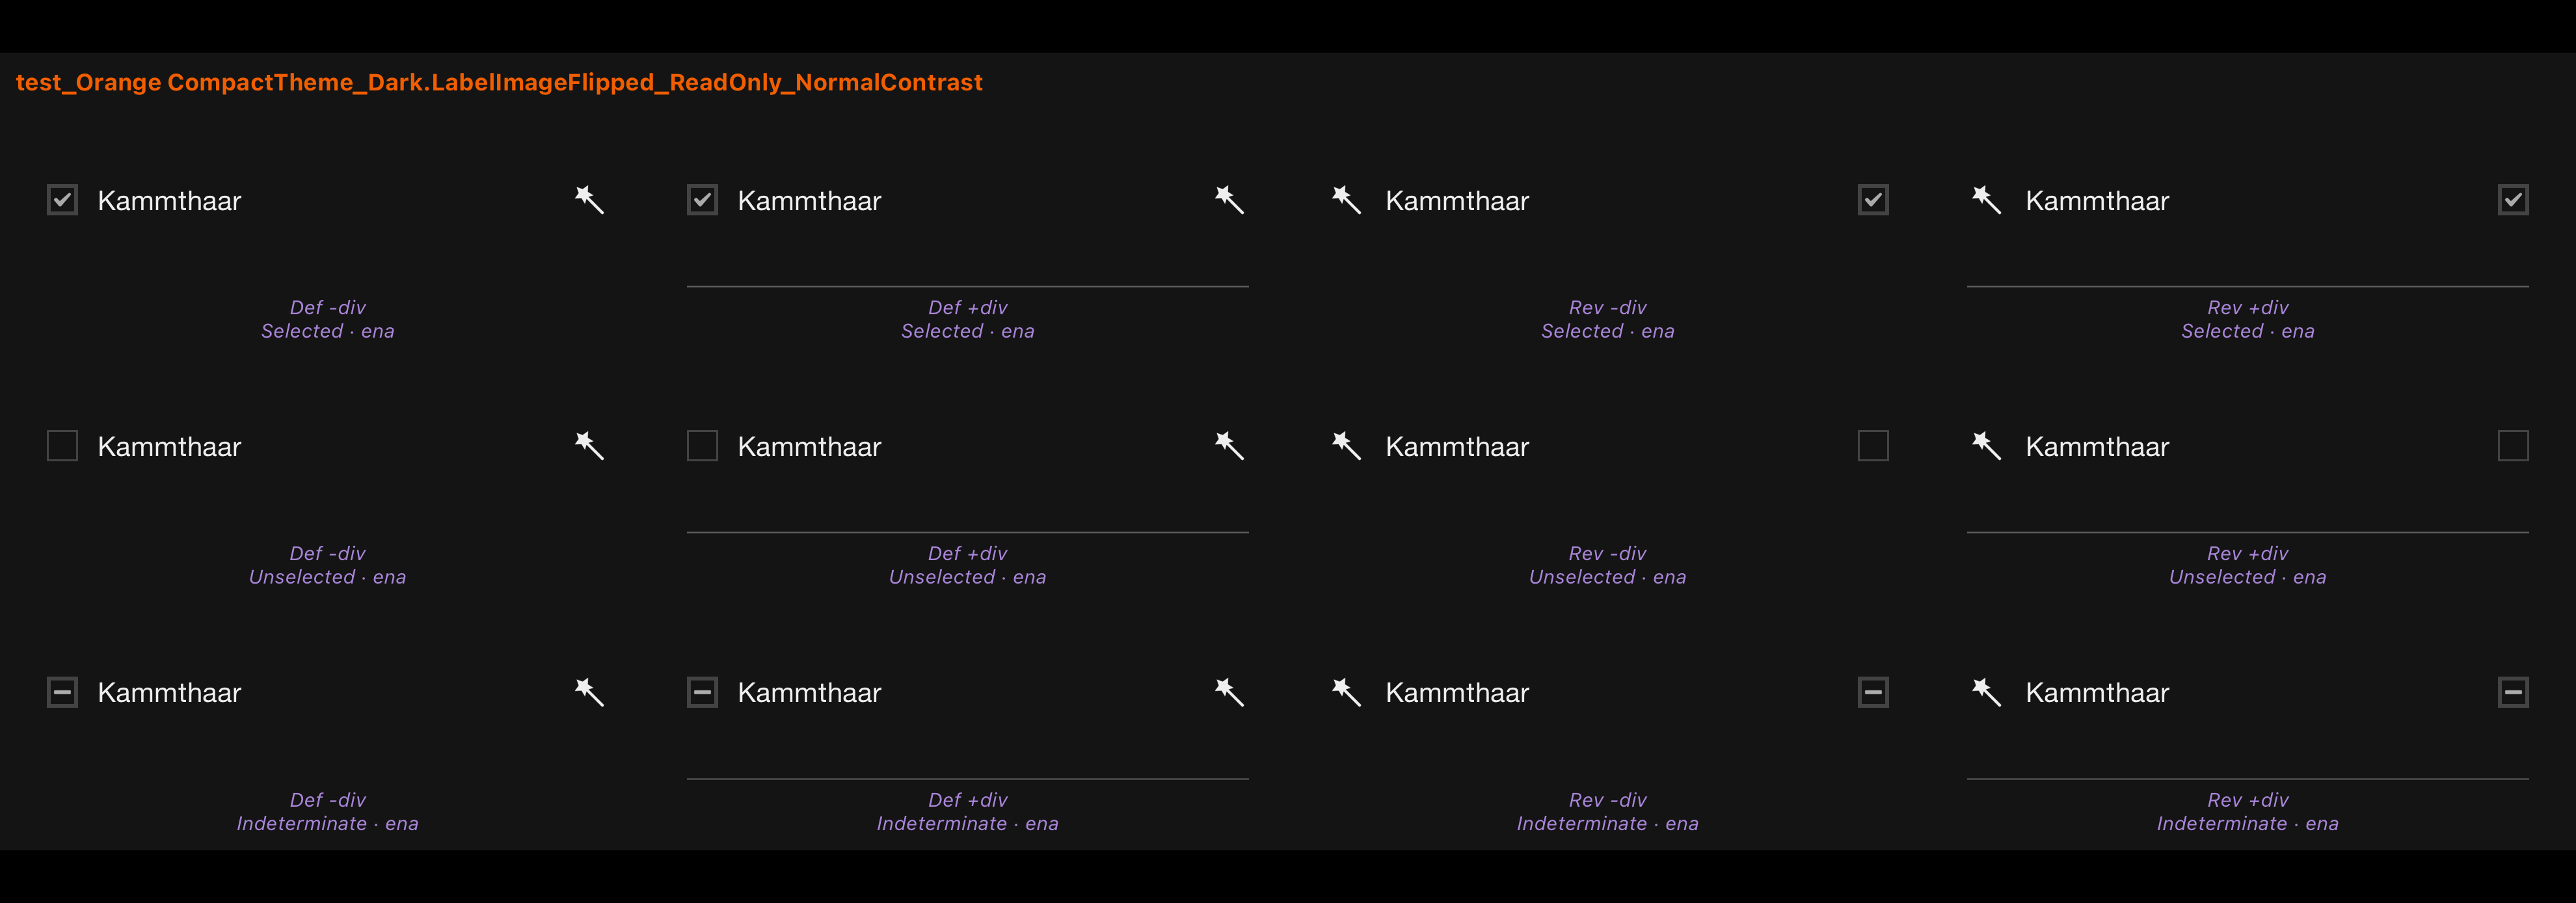 test_Orange CompactTheme_Dark.LabelImageFlipped_ReadOnly_NormalContrast
Kammthaar
Kammthaar
Kammthaar
Kammthaar
Def -div
Selected · ena
Def +div
Selected · ena
Rev -div
Selected · ena
Rev +div
Selected · ena
Kammthaar
Kammthaar
Kammthaar
Kammthaar
Def -div
Unselected · ena
Def +div
Unselected · ena
Rev -div
Unselected · ena
Rev +div
Unselected · ena
Kammthaar
Kammthaar
Kammthaar
Kammthaar
Def -div
Indeterminate · ena
Def +div
Indeterminate · ena
Rev -div
Indeterminate · ena
Rev +div
Indeterminate · ena